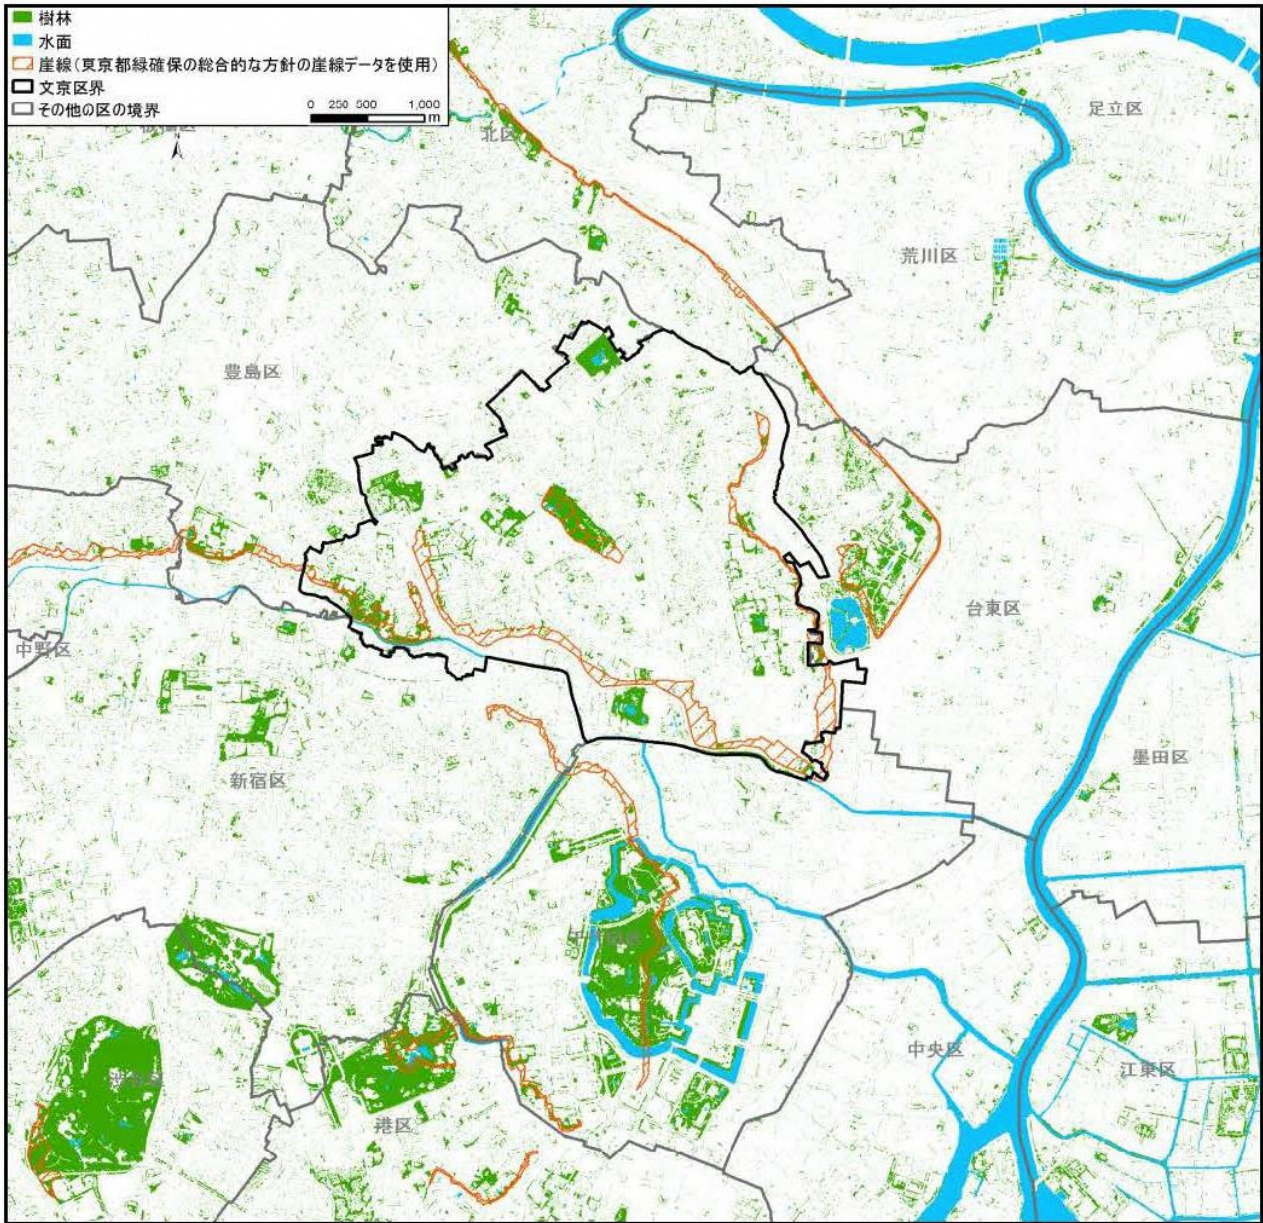 樹林
水面
崖線(東京都緑確保の総合的な方針の崖線データを使用)
文京区界
その他の区の境界
0 250 500 1,000
m
N
北区
足立区
荒川区
豊島区
台東区
中野区
新宿区
墨田区
中央区
江東区
港区